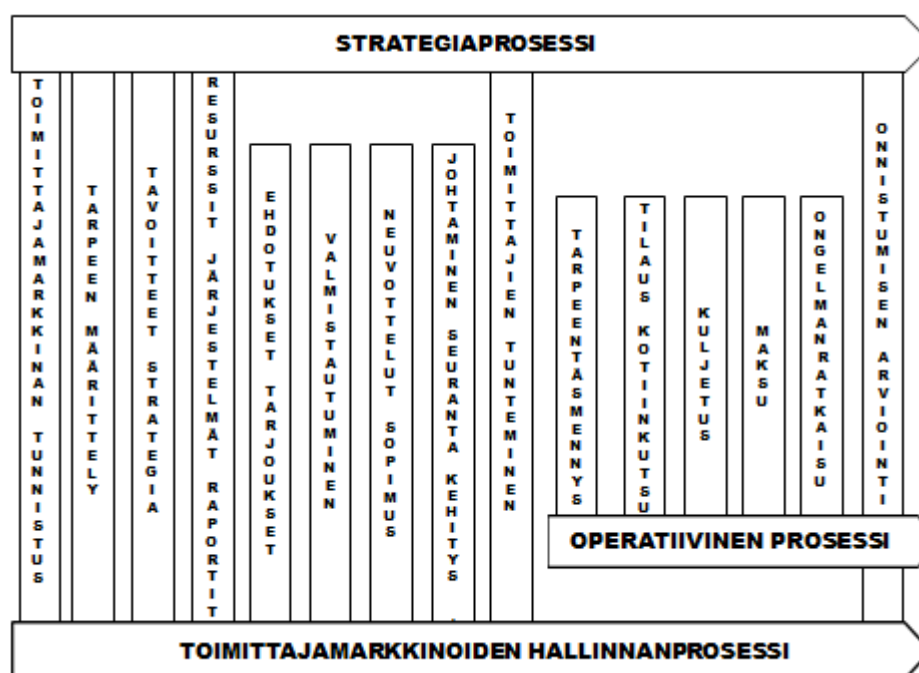 STRATEGIAPROSESSI
TOIMITTAJAMARKKINAN TUNNISTUS
TARPEEN MÄÄRITTELY
TAVOITTEET STRATEGIA
RESURSSIT JÄRJESTELMÄT RAPORTIT
EHDOTUKSET TARJOUKSET
VALMISTAUTUMINEN
NEUVOTTELUT SOPIMUS
JOHTAMINEN SEURANTA KEHITYS .
TOIMITTAJIEN TUNTEMINEN
TARPEENTÄSMENNYS
TILAUS KOTIINKUTSU
KULJETUS
MAKSU
ONGELMANRATKAISU
ONNISTUMISEN ARVIOINTI
OPERATIIVINEN PROSESSI
TOIMITTAJAMARKKINOIDEN HALLINNANPROSESSI